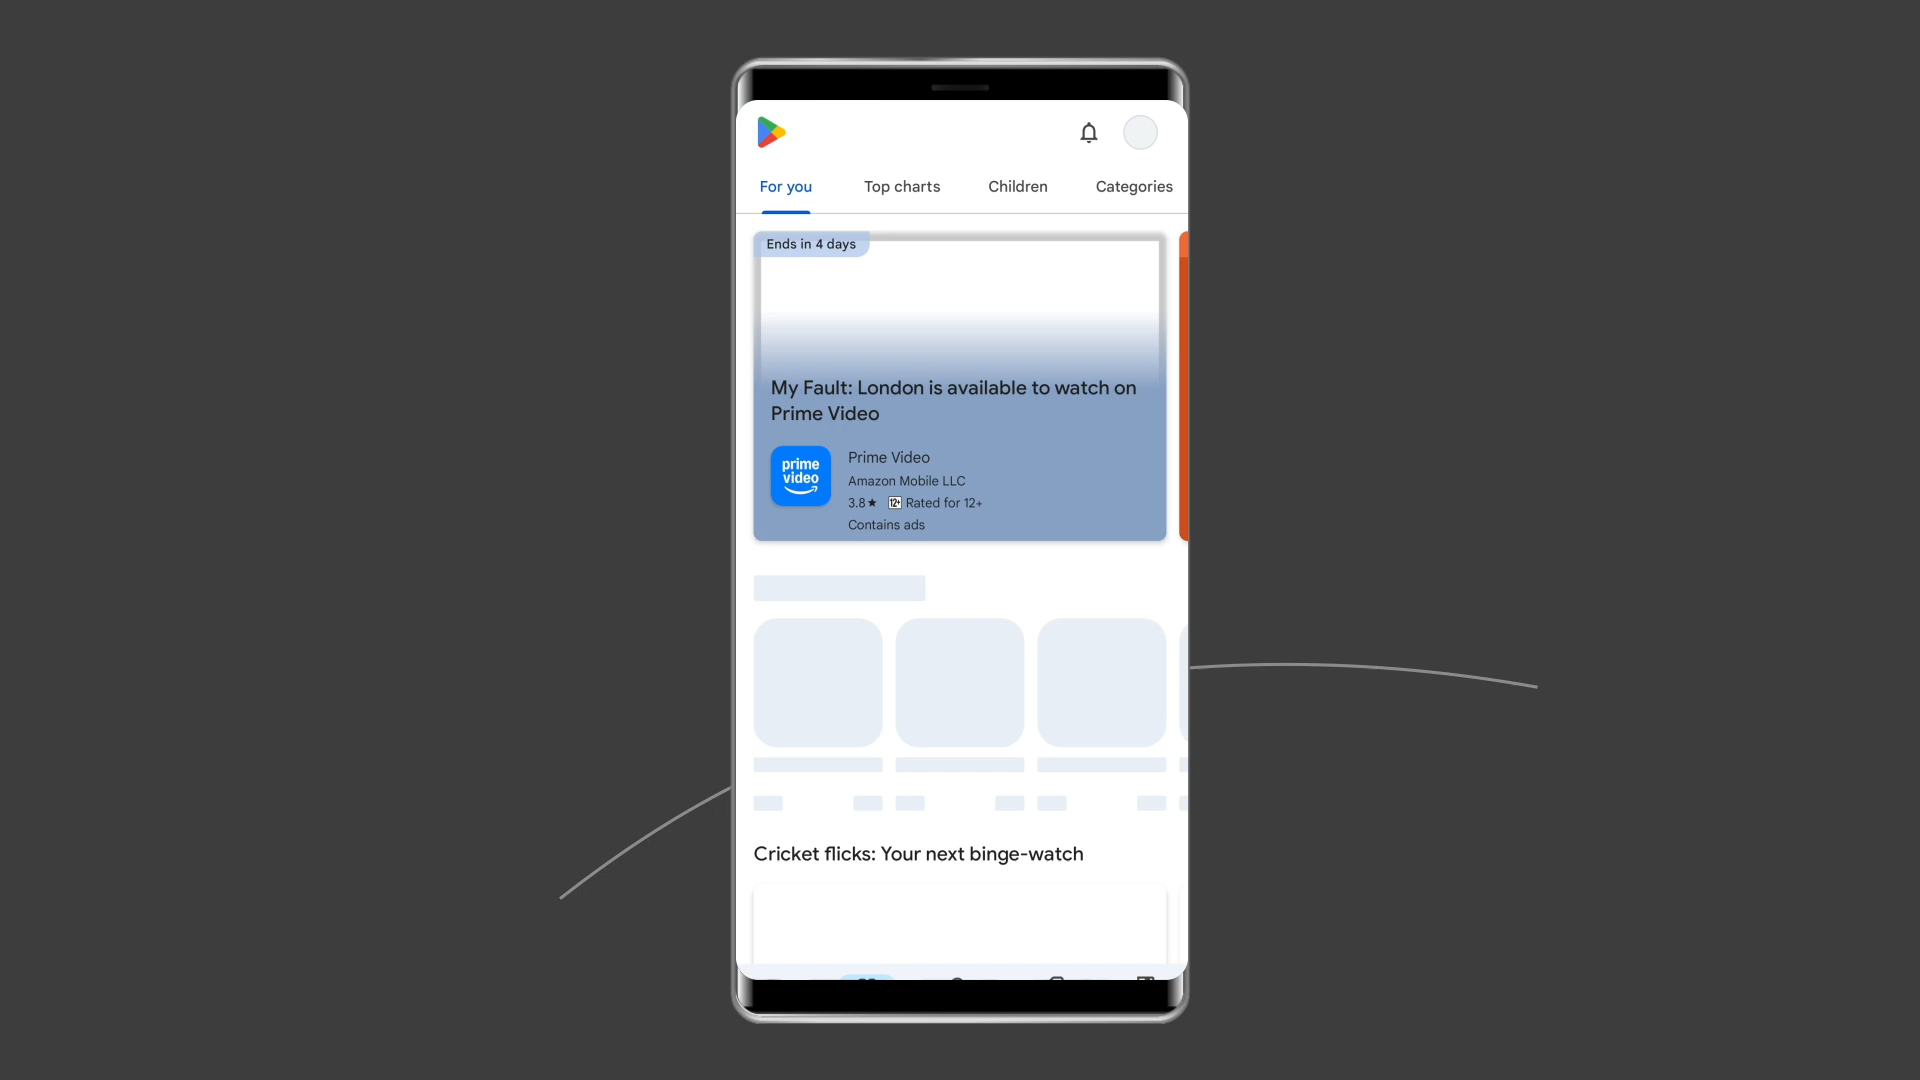 For you
Top charts
Children
Categories
Ends in 4 days
My Fault: London is available to watch on
Prime Video
prime
video
Prime Video
Amazon Mobile LLC
3.8★ 12+ Rated for 12+
Contains ads
Cricket flicks: Your next binge-watch